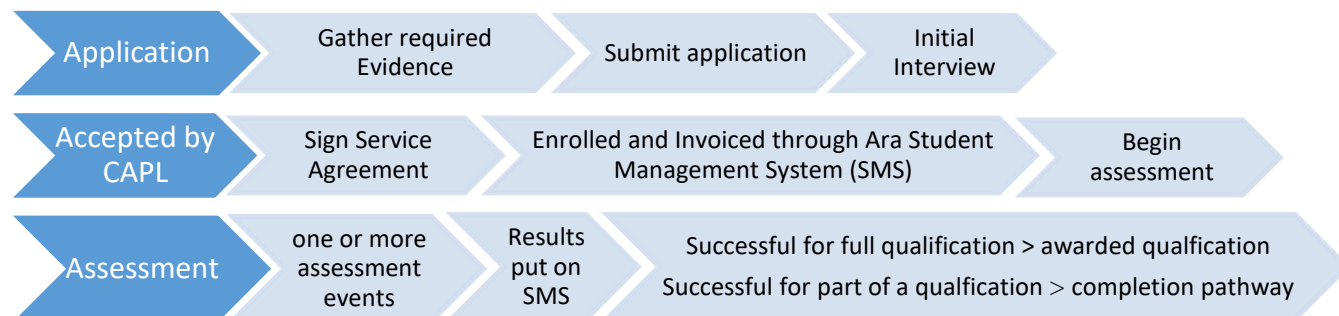 Application
Gather required
Evidence
Submit application
Initial
Interview
Accepted by
CAPL
Sign Service
Agreement
Enrolled and Invoiced through Ara Student
Management System (SMS)
Begin
assessment
Assessment
one or more
assessment
events
Results
put on
SMS
Successful for full qualification > awarded qualfication
Successful for part of a qualfication > completion pathway